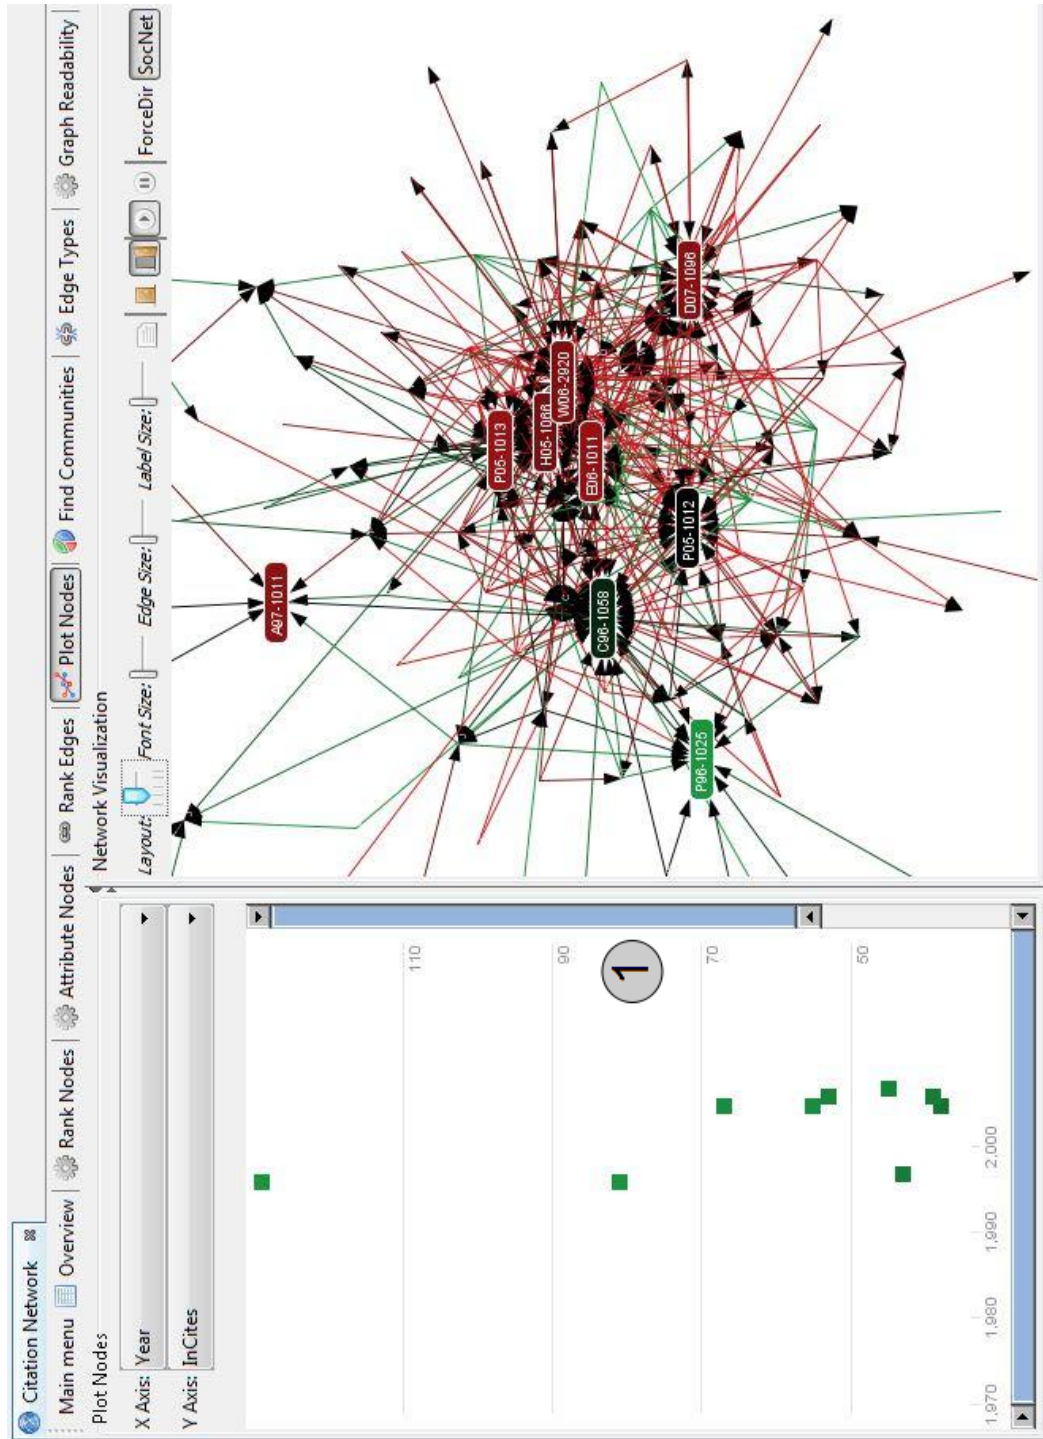 Citation Network
Main menu Overview Rank Nodes Attribute Nodes Rank Edges Plot Nodes Find Communities Edge Types Graph Readability
Plot Nodes
X Axis: Year
Y Axis: InCites
110
90
70
50
1,970 1,980 1,990 2,000
1
Network Visualization
Layout: Font Size: Edge Size: Label Size: ForceDir SocNet
A97-1011
P05-1013
H05-1066
W06-2920
E06-1011
D07-1096
C96-1058
P05-1012
P96-1025